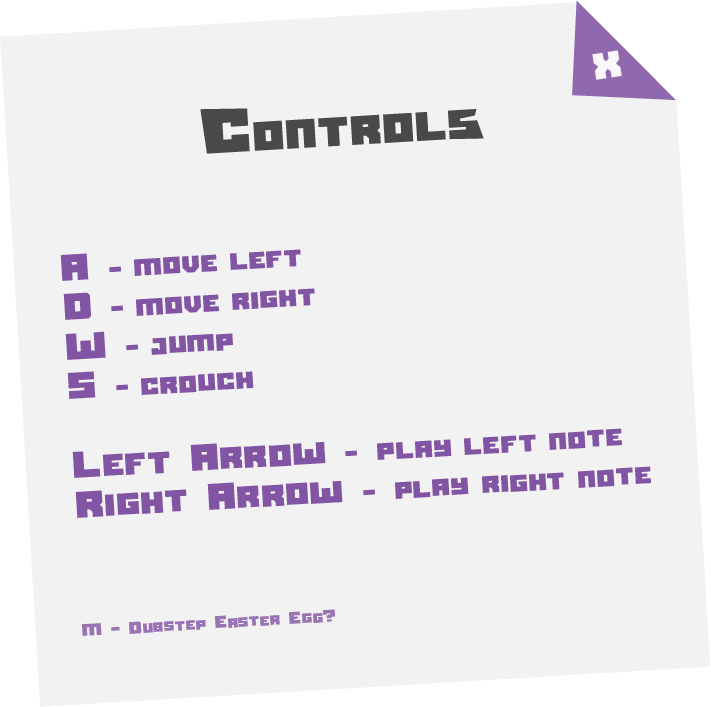 X
Controls
A - move left
D - move right
W - jump
S - crouch
Left Arrow - play left note
Right Arrow - play right note
M - Dubstep Easter Egg?